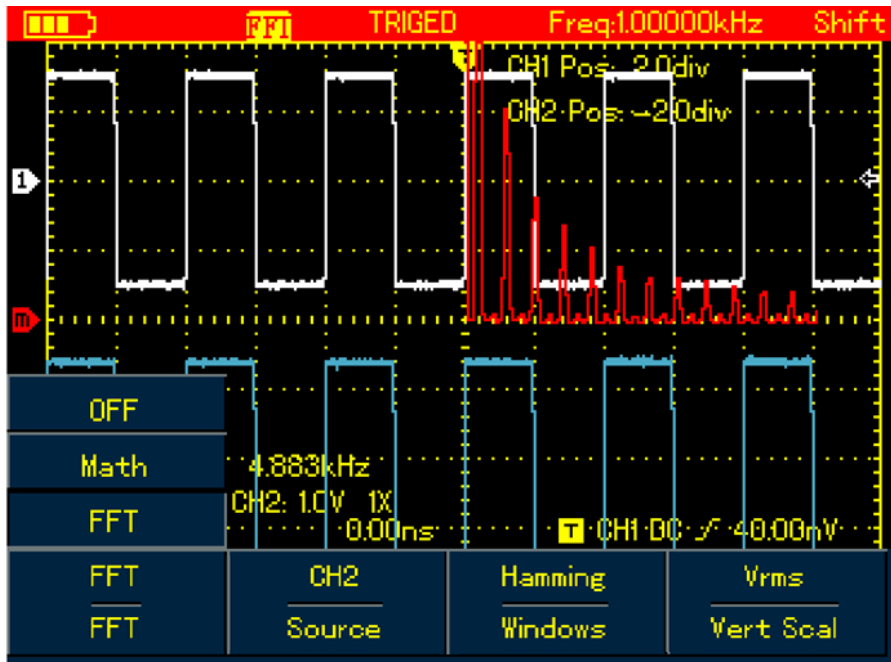 FFT TRIGED Freq:1.00000kHz Shift
T
CH1 Pos: 2.0div
CH2 Pos: -2.0div
1
m
OFF
Math
4.883kHz
CH2: 1.0V 1X
FFT
0.00ns T CH1 DC 40.00mV
FFT CH2 Hamming Vrms
FFT Source Windows Vert Scal